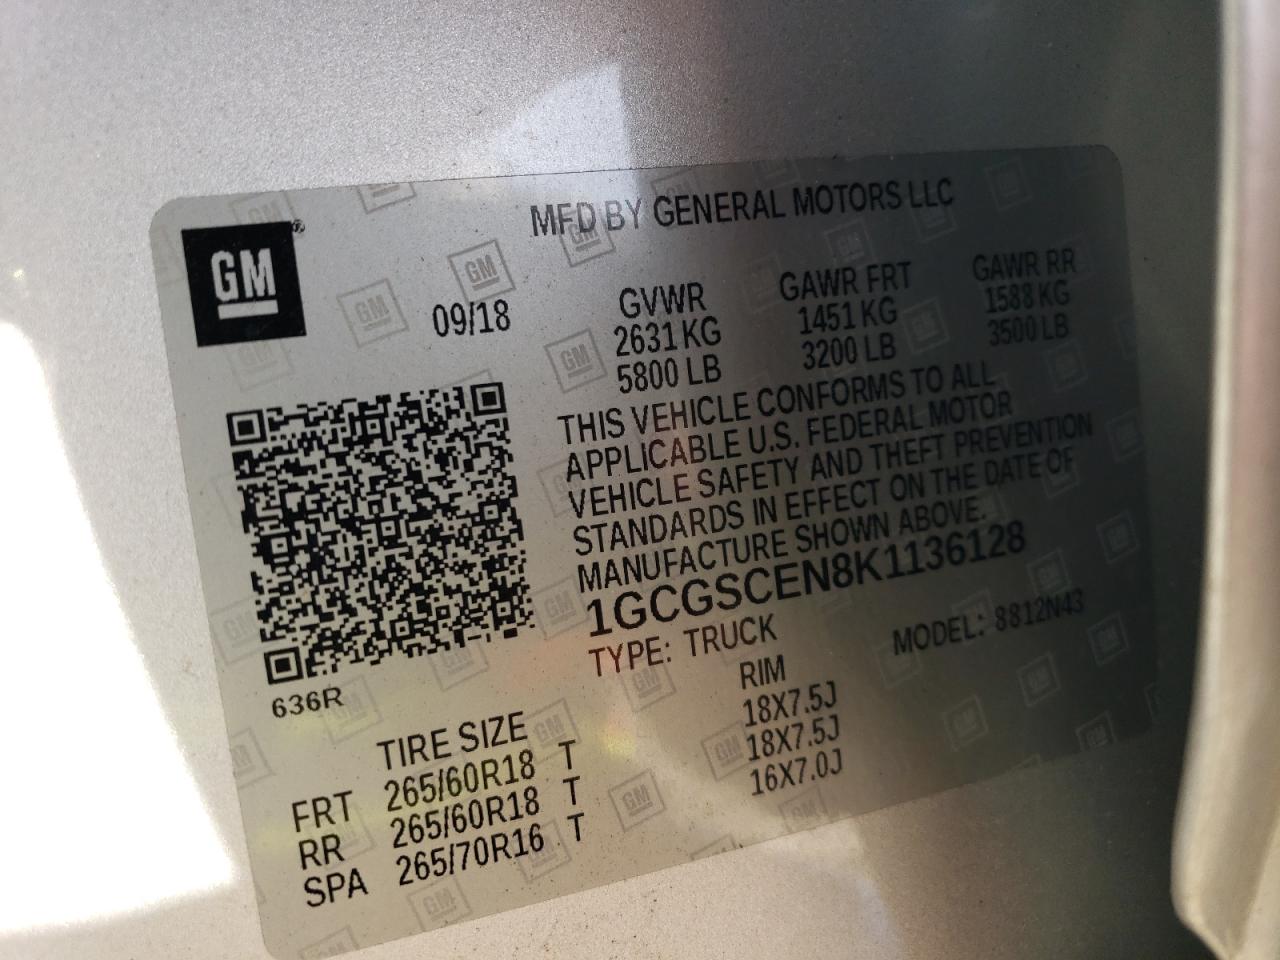 MFD BY GENERAL MOTORS LLC
GM®
09/18
GVWR GAWR FRT GAWR RR
2631 KG 1451 KG 1588 KG
5800 LB 3200 LB 3500 LB
THIS VEHICLE CONFORMS TO ALL
APPLICABLE U.S. FEDERAL MOTOR
VEHICLE SAFETY AND THEFT PREVENTION
STANDARDS IN EFFECT ON THE DATE OF
MANUFACTURE SHOWN ABOVE.
1GCGSCEN8K1136128
TYPE: TRUCK MODEL: 8812N43
636R
TIRE SIZE RIM
FRT 265/60R18 T 18X7.5J
RR 265/60R18 T 18X7.5J
SPA 265/70R16 T 16X7.0J